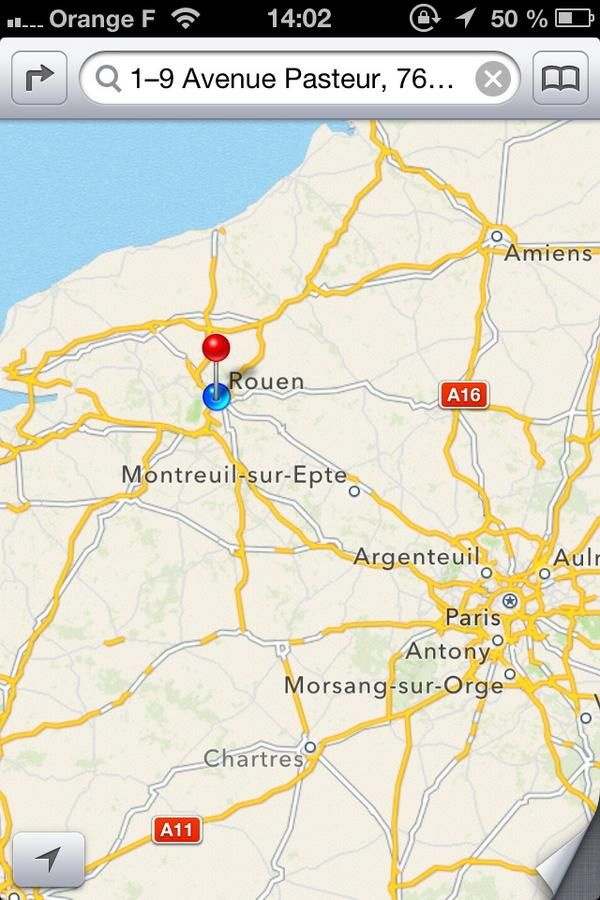 Orange F 14:02 50 %
1–9 Avenue Pasteur, 76…
Amiens
Rouen
A16
Montreuil-sur-Epte
Argenteuil
Auln
Paris
Antony
Morsang-sur-Orge
V
Chartres
A11